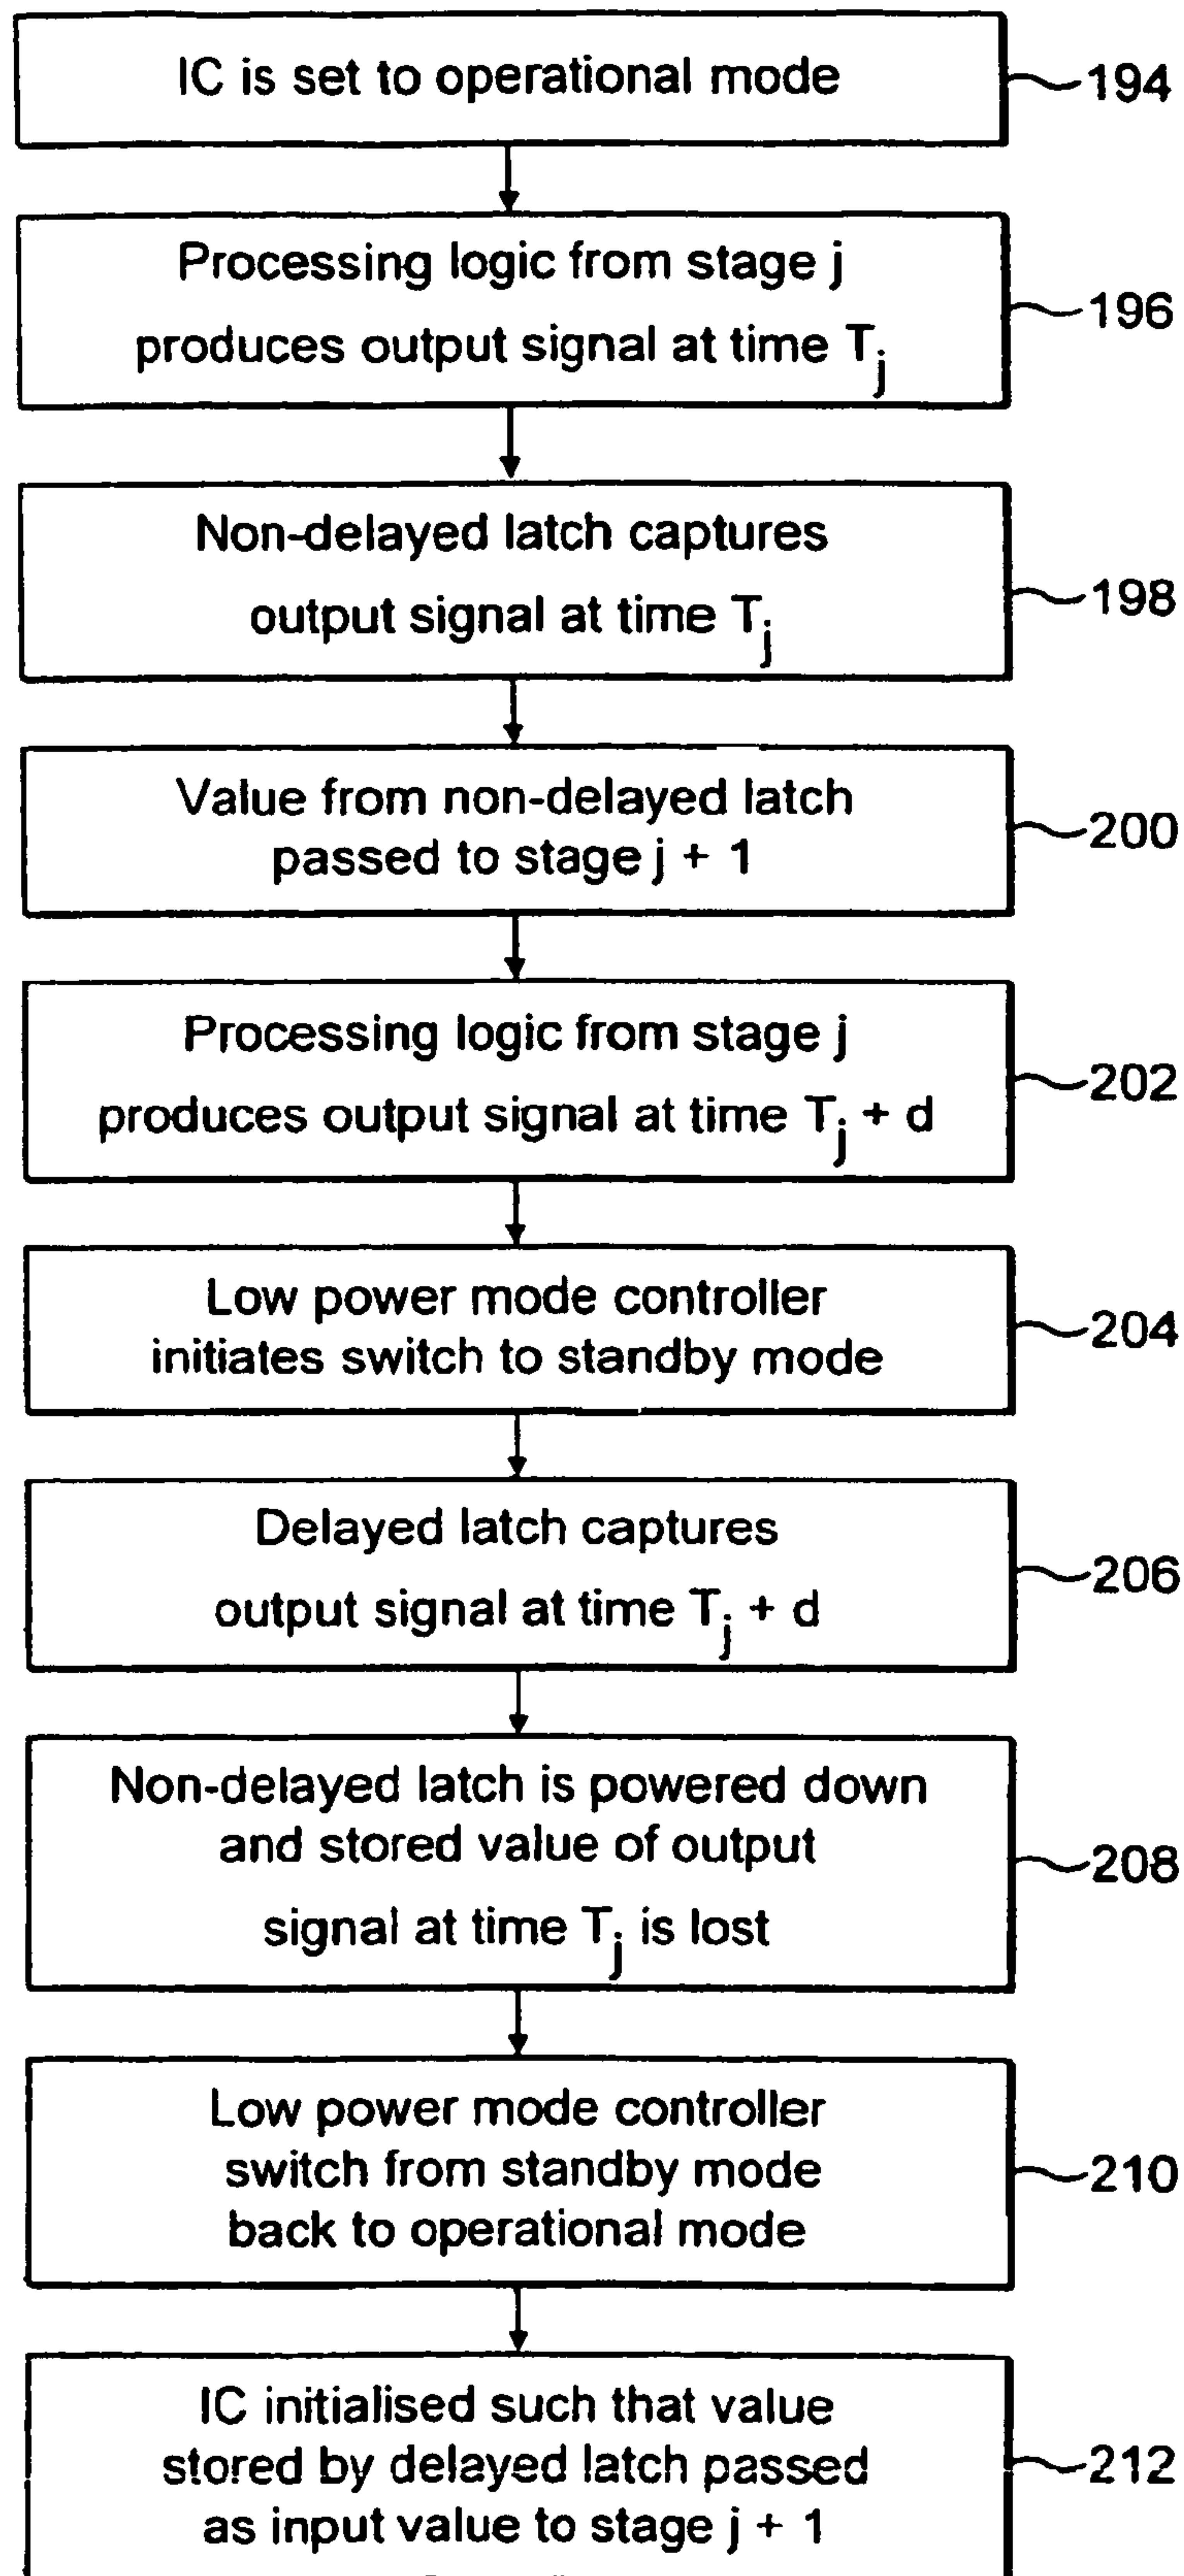 IC is set to operational mode
194
Processing logic from stage j
produces output signal at time Tj
196
Non-delayed latch captures
output signal at time Tj
198
Value from non-delayed latch
passed to stage j + 1
200
Processing logic from stage j
produces output signal at time Tj + d
202
Low power mode controller
initiates switch to standby mode
204
Delayed latch captures
output signal at time Tj + d
206
Non-delayed latch is powered down
and stored value of output
signal at time Tj is lost
208
Low power mode controller
switch from standby mode
back to operational mode
210
IC initialised such that value
stored by delayed latch passed
as input value to stage j + 1
212